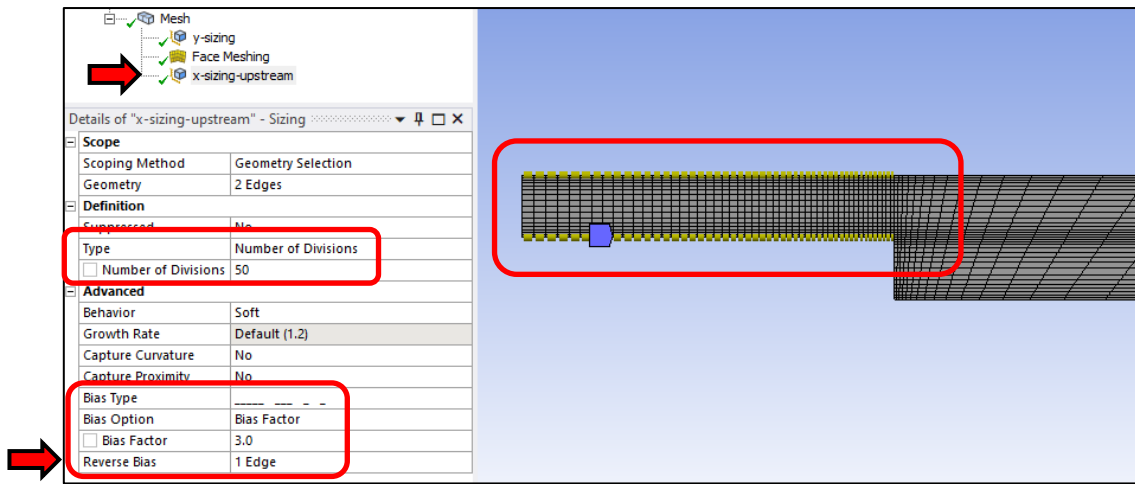 Mesh
y-sizing
Face Meshing
x-sizing-upstream
Details of "x-sizing-upstream" - Sizing
Scope
Scoping Method Geometry Selection
Geometry 2 Edges
Definition
Suppressed No
Type Number of Divisions
Number of Divisions 50
Advanced
Behavior Soft
Growth Rate Default (1.2)
Capture Curvature No
Capture Proximity No
Bias Type _____ ___ _ _
Bias Option Bias Factor
Bias Factor 3.0
Reverse Bias 1 Edge